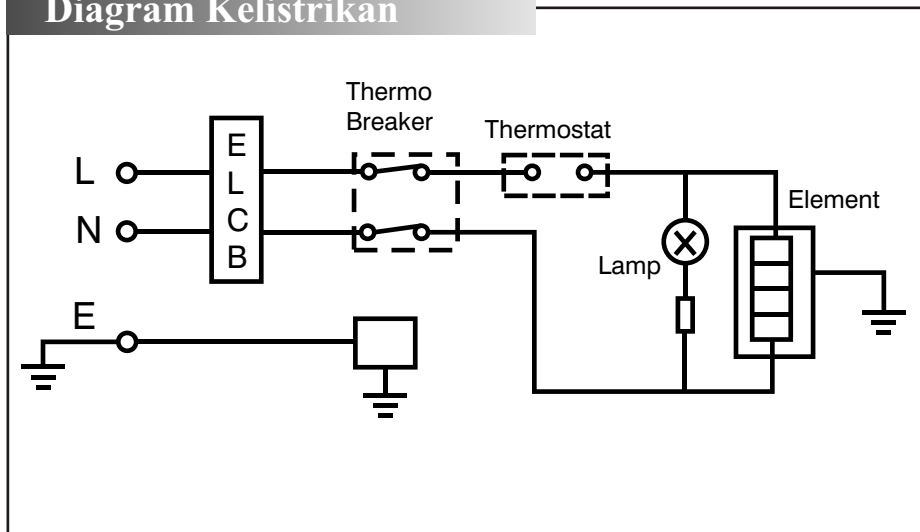 Diagram Kelistrikan
Thermo
Breaker
Thermostat
L
N
E
L
C
B
Element
Lamp
E